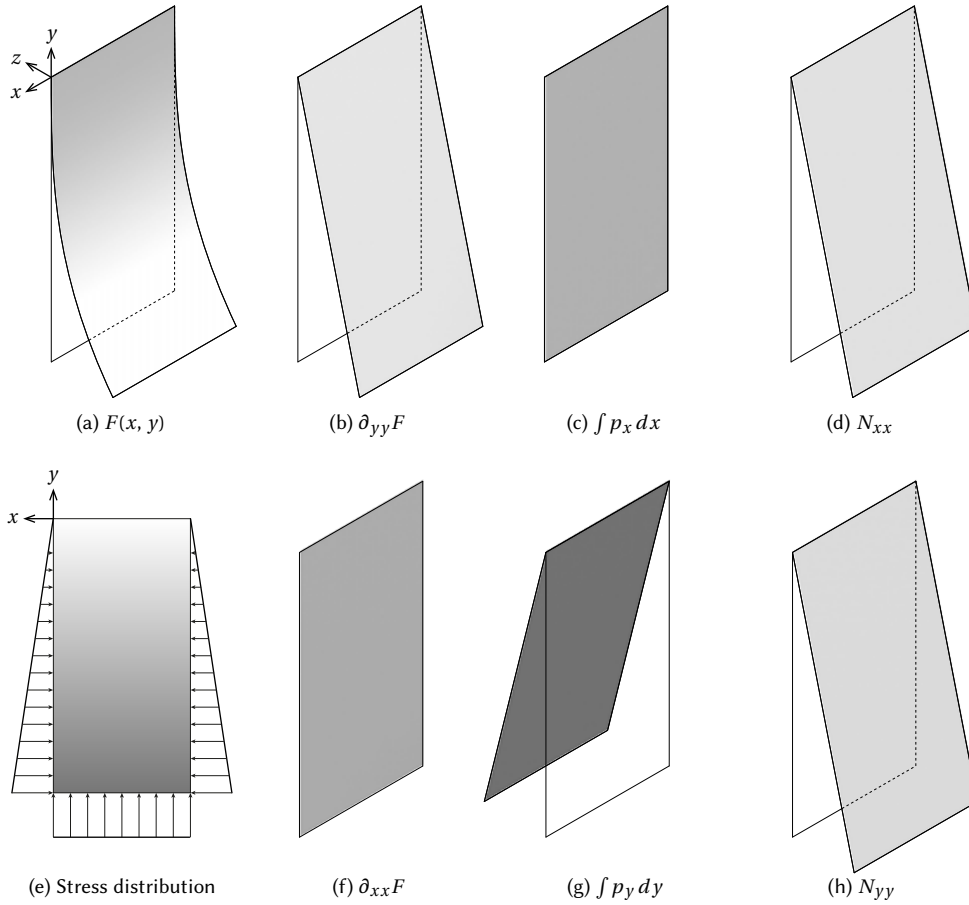 y
z
x
(a) F(x, y)
(b) ∂yyF
(c) ∫ px dx
(d) Nxx
y
x
(e) Stress distribution
(f) ∂xxF
(g) ∫ py dy
(h) Nyy